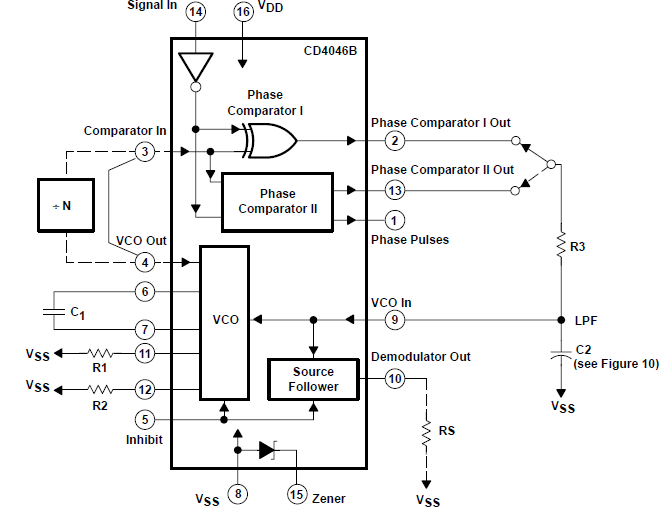 Signal In
14
16
VDD
CD4046B
Phase
Comparator I
Comparator In
3
Phase Comparator I Out
2
÷ N
Phase
Comparator II
Phase Comparator II Out
13
1
Phase Pulses
VCO Out
4
R3
6
C1
7
VCO
VCO In
9
LPF
VSS
11
R1
Demodulator Out
C2
(see Figure 10)
VSS
12
R2
Source
Follower
10
VSS
5
Inhibit
RS
VSS
8
15
Zener
VSS